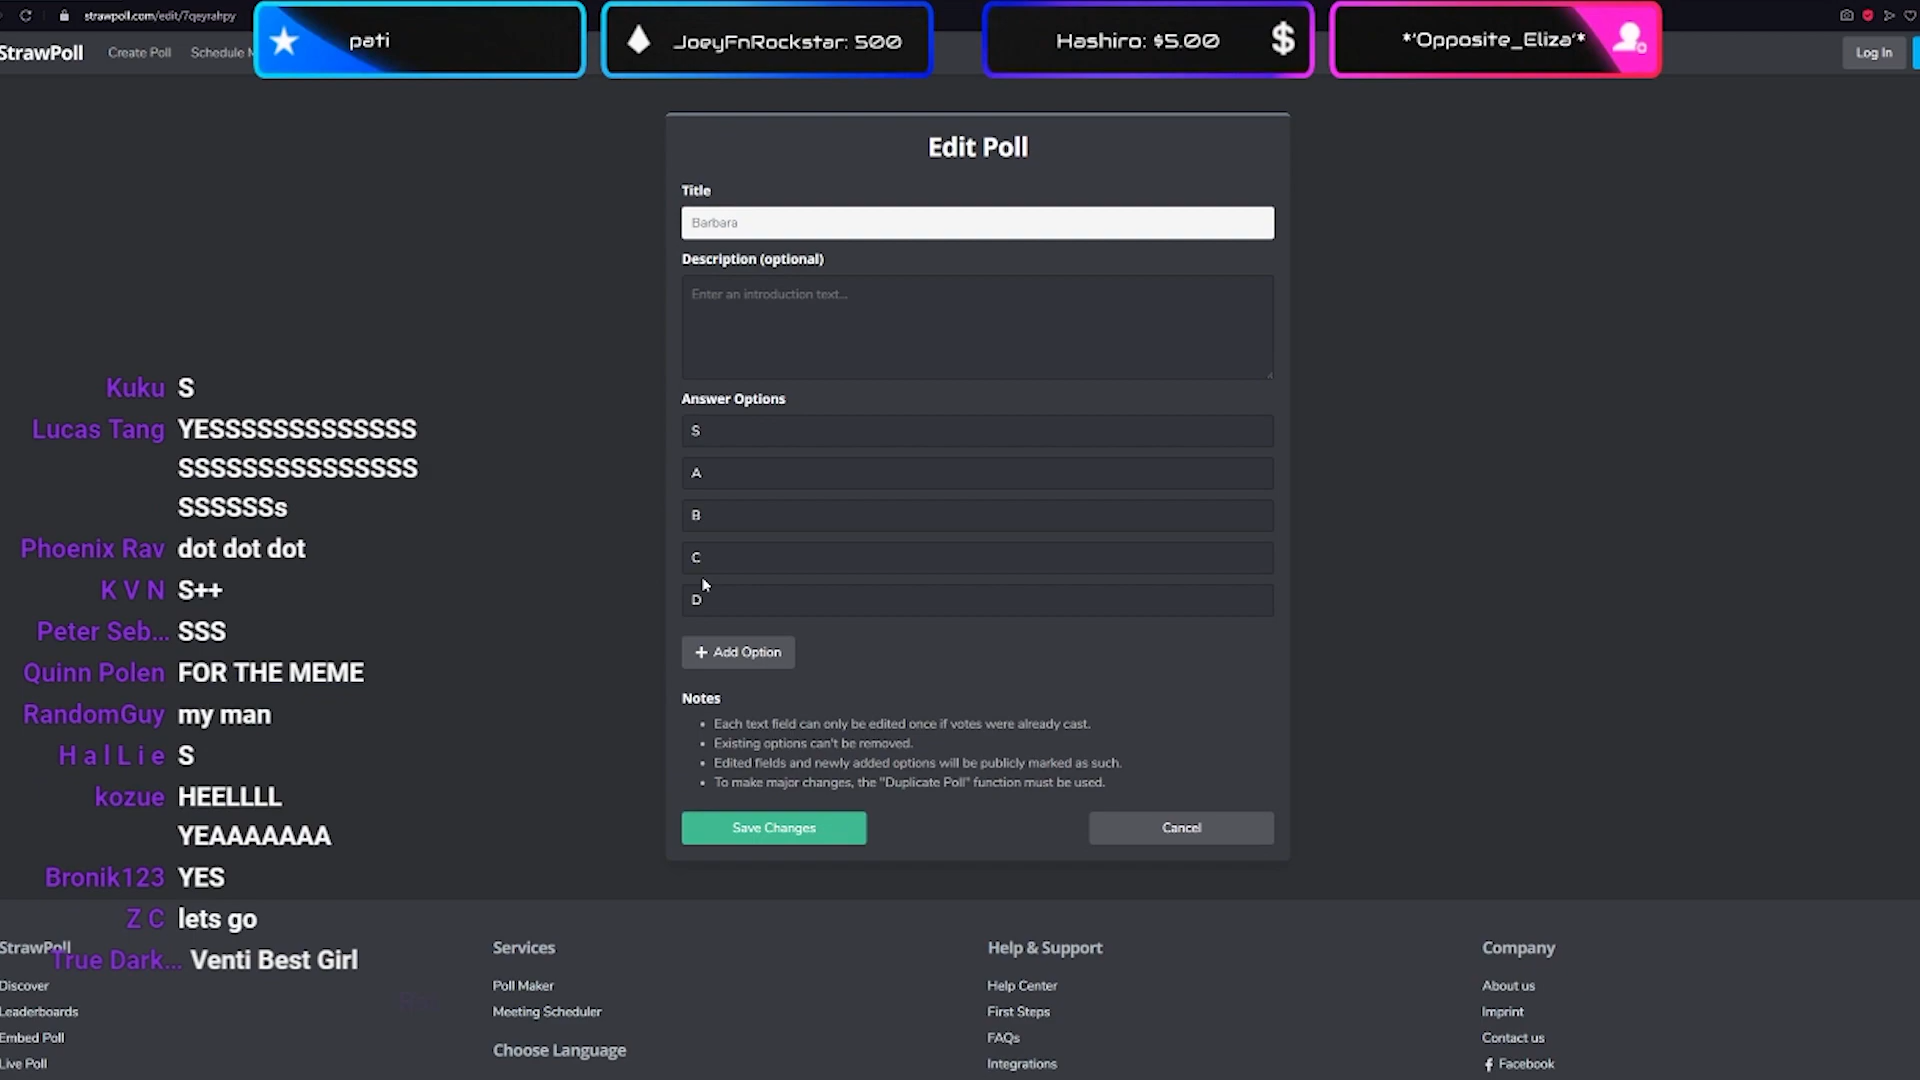 strawpoll.com/edit/7qeyrahpy
pati
JoeyFnRockstar: 500
Hashiro: $5.00
$
*'Opposite_Eliza'*
StrawPoll
Create Poll
Schedule M
Log In
Edit Poll
Title
Barbara
Description (optional)
Enter an introduction text...
Answer Options
S
A
B
C
D
+ Add Option
Notes
• Each text field can only be edited once if votes were already cast.
• Existing options can't be removed.
• Edited fields and newly added options will be publicly marked as such.
• To make major changes, the "Duplicate Poll" function must be used.
Save Changes
Cancel
Kuku S
Lucas Tang YESSSSSSSSSSSSS
SSSSSSSSSSSSSSS
SSSSSSs
Phoenix Rav dot dot dot
K V N S++
Peter Seb... SSS
Quinn Polen FOR THE MEME
RandomGuy my man
H a l L i e S
kozue HEELLLL
YEAAAAAAA
Bronik123 YES
Z C lets go
True Dark... Venti Best Girl
StrawPoll
Discover
Leaderboards
Embed Poll
Live Poll
Services
Poll Maker
Meeting Scheduler
Choose Language
Help & Support
Help Center
First Steps
FAQs
Integrations
Company
About us
Imprint
Contact us
Facebook